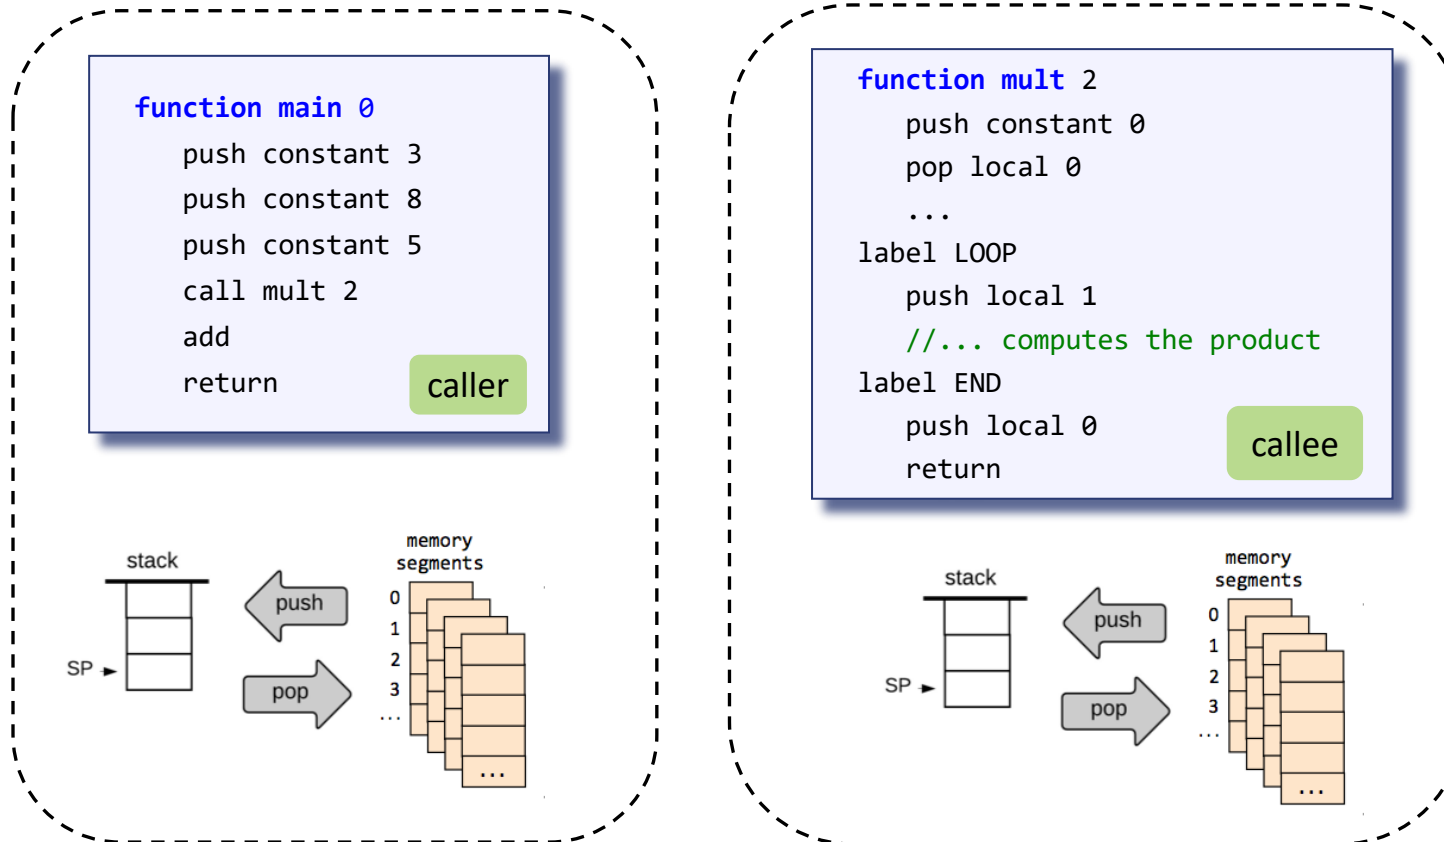 function main 0
push constant 3
push constant 8
push constant 5
call mult 2
add
return
caller
stack
SP
push
pop
memory
segments
0
1
2
3
...
...
function mult 2
push constant 0
pop local 0
...
label LOOP
push local 1
//... computes the product
label END
push local 0
return
callee
stack
SP
push
pop
memory
segments
0
1
2
3
...
...